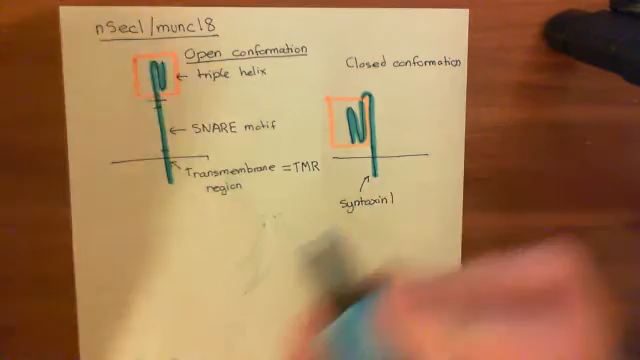 nSec1/munc18
Open conformation
triple helix
SNARE motif
Transmembrane = TMR
region
Closed conformation
Syntaxin 1